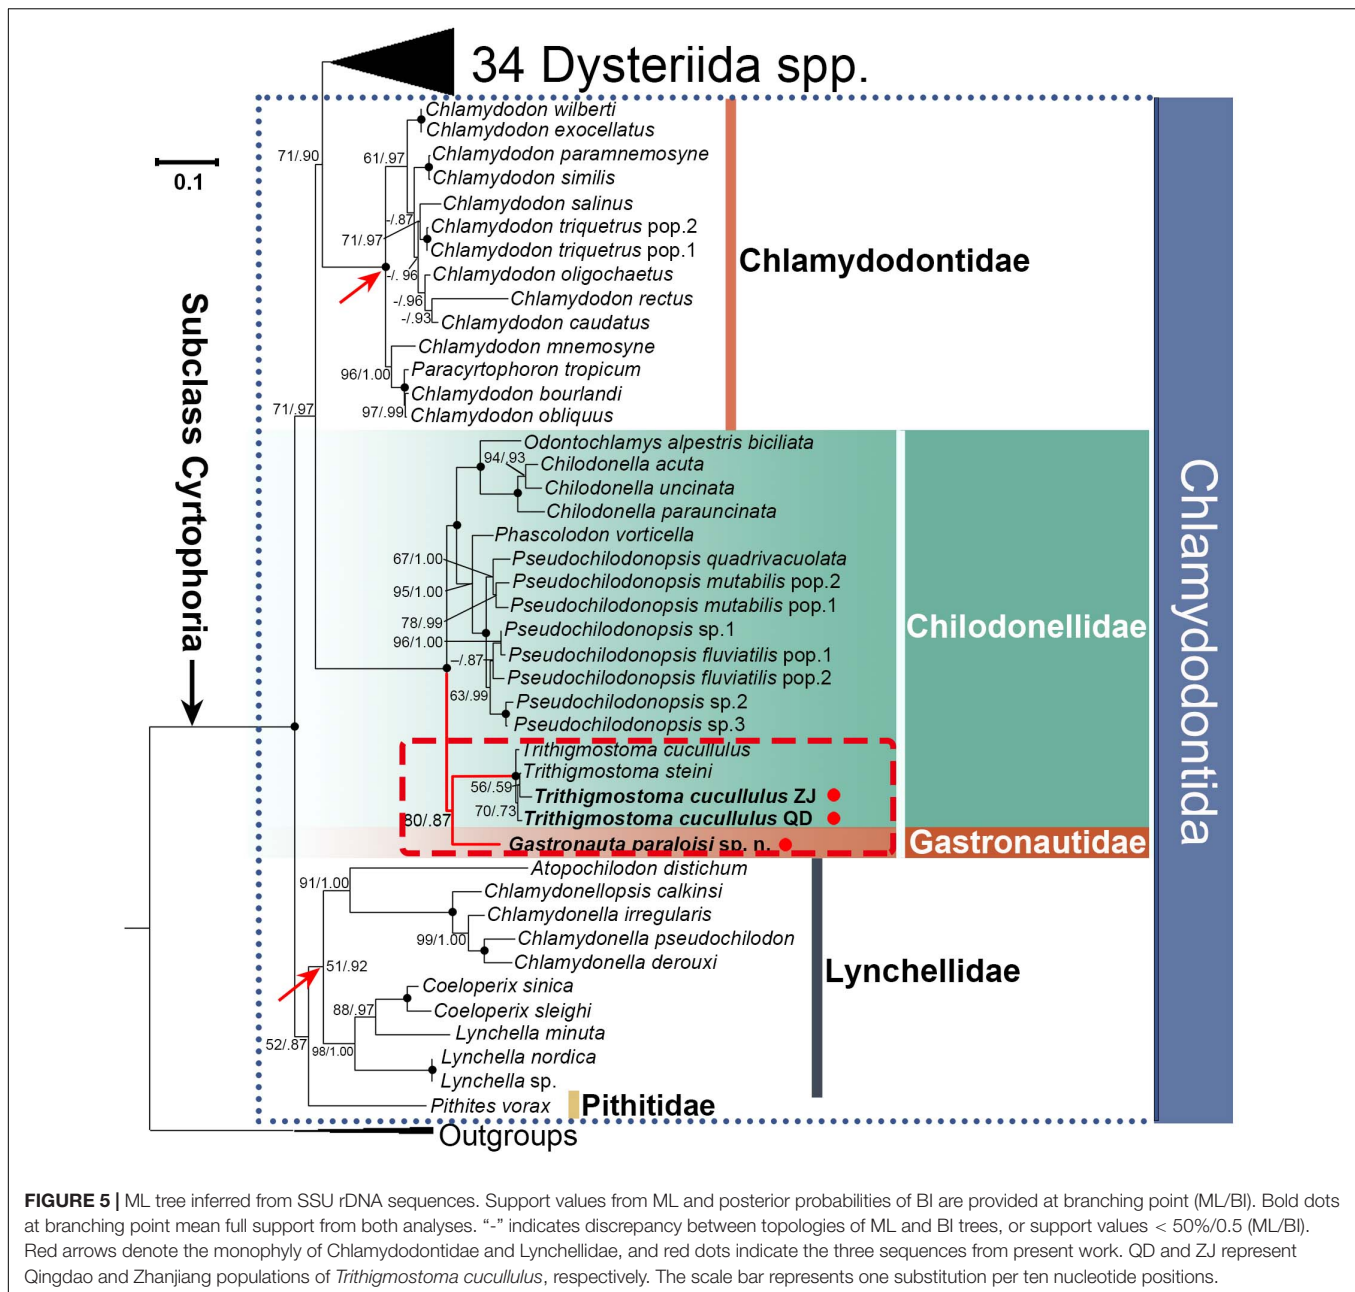 34 Dysteriida spp.
Chlamydodon wilberti
Chlamydodon exocellatus
Chlamydodon paramnemosyne
Chlamydodon similis
Chlamydodon salinus
Chlamydodon triquetrus pop.2
Chlamydodon triquetrus pop.1
Chlamydodon oligochaetus
Chlamydodon rectus
Chlamydodon caudatus
Chlamydodon mnemosyne
Paracyrtophoron tropicum
Chlamydodon bourlandi
Chlamydodon obliquus
71/.90
61/.97
-/.87
71/.97
-/. 96
-/.96
-/.93
96/1.00
97/.99
0.1
Chlamydodontidae
Subclass Cyrtophoria
71/.97
Odontochlamys alpestris biciliata
Chilodonella acuta
Chilodonella uncinata
Chilodonella parauncinata
Phascolodon vorticella
Pseudochilodonopsis quadrivacuolata
Pseudochilodonopsis mutabilis pop.2
Pseudochilodonopsis mutabilis pop.1
Pseudochilodonopsis sp.1
Pseudochilodonopsis fluviatilis pop.1
Pseudochilodonopsis fluviatilis pop.2
Pseudochilodonopsis sp.2
Pseudochilodonopsis sp.3
Trithigmostoma cucullulus
Trithigmostoma steini
Trithigmostoma cucullulus ZJ
Trithigmostoma cucullulus QD
Gastronauta paraloisi sp. n.
94/.93
67/1.00
95/1.00
78/.99
96/1.00
–/.87
63/.99
56/.59
70/.73
80/.87
Chilodonellidae
Gastronautidae
Chlamydontida
Atopochilodon distichum
Chlamydonellopsis calkinsi
Chlamydonella irregularis
Chlamydonella pseudochilodon
Chlamydonella derouxi
Coeloperix sinica
Coeloperix sleighi
Lynchella minuta
Lynchella nordica
Lynchella sp.
Pithites vorax
91/1.00
99/1.00
51/.92
88/.97
52/.87
98/1.00
Lynchellidae
Pithitidae
Outgroups
FIGURE 5 | ML tree inferred from SSU rDNA sequences. Support values from ML and posterior probabilities of BI are provided at branching point (ML/BI). Bold dots
at branching point mean full support from both analyses. “-” indicates discrepancy between topologies of ML and BI trees, or support values < 50%/0.5 (ML/BI).
Red arrows denote the monophyly of Chlamydodontidae and Lynchellidae, and red dots indicate the three sequences from present work. QD and ZJ represent
Qingdao and Zhanjiang populations of Trithigmostoma cucullulus, respectively. The scale bar represents one substitution per ten nucleotide positions.